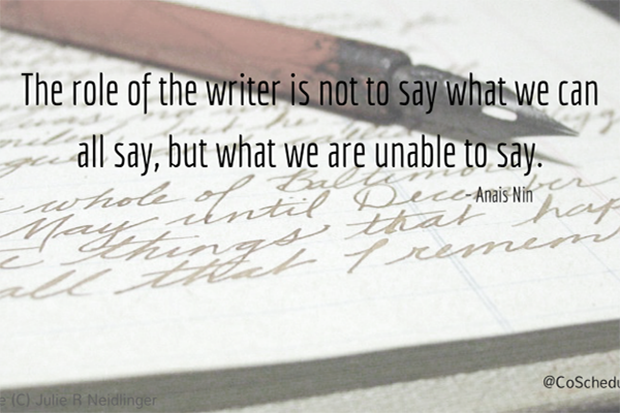 The role of the writer is not to say what we can
all say, but what we are unable to say.
- Anais Nin
whole of Baltimore
May until December
things that hap
all that I remem
@CoSchedu
e (C) Julie R Neidlinger